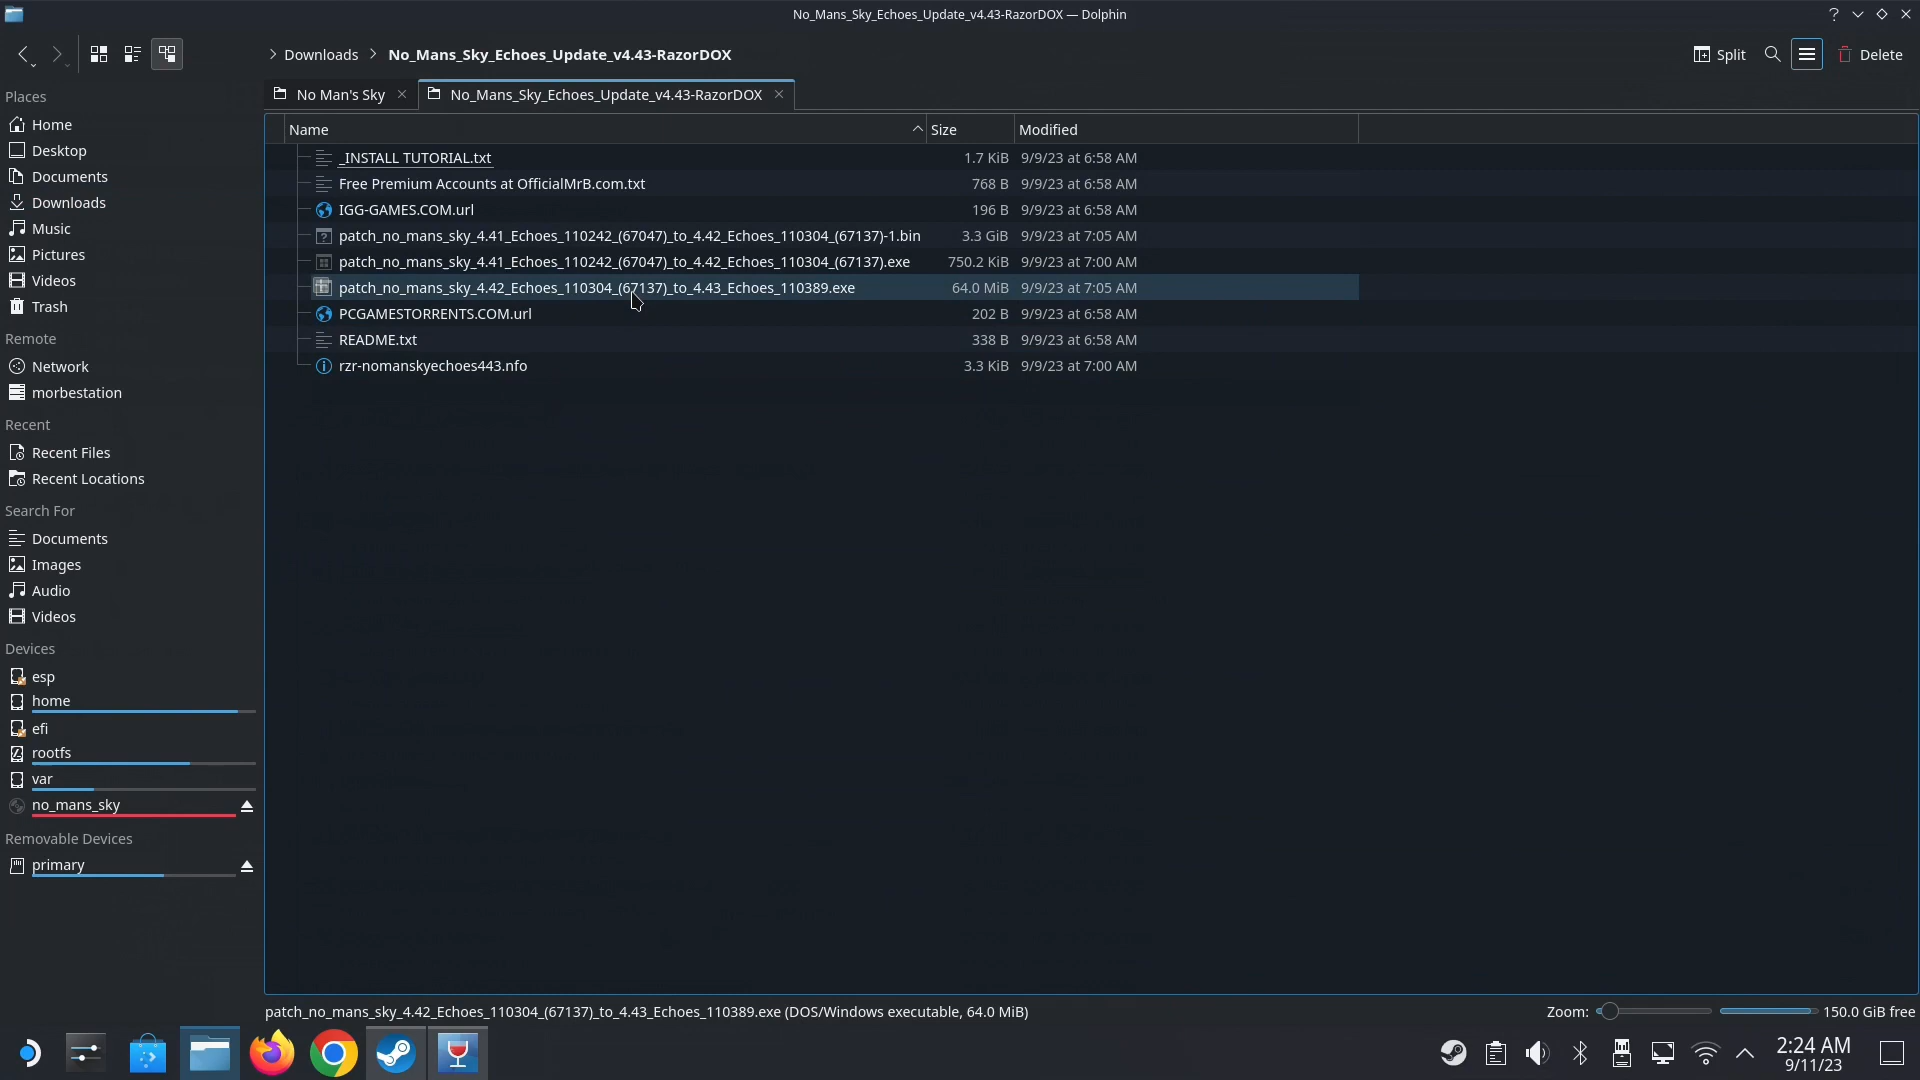 No_Mans_Sky_Echoes_Update_v4.43-RazorDOX — Dolphin
Downloads
No_Mans_Sky_Echoes_Update_v4.43-RazorDOX
Split
Delete
No Man's Sky
No_Mans_Sky_Echoes_Update_v4.43-RazorDOX
Places
Home
Desktop
Documents
Downloads
Music
Pictures
Videos
Trash
Remote
Network
morbestation
Recent
Recent Files
Recent Locations
Search For
Documents
Images
Audio
Videos
Devices
esp
home
efi
rootfs
var
no_mans_sky
Removable Devices
primary
Name Size Modified
_INSTALL TUTORIAL.txt 1.7 KiB 9/9/23 at 6:58 AM
Free Premium Accounts at OfficialMrB.com.txt 768 B 9/9/23 at 6:58 AM
IGG-GAMES.COM.url 196 B 9/9/23 at 6:58 AM
patch_no_mans_sky_4.41_Echoes_110242_(67047)_to_4.42_Echoes_110304_(67137)-1.bin 3.3 GiB 9/9/23 at 7:05 AM
patch_no_mans_sky_4.41_Echoes_110242_(67047)_to_4.42_Echoes_110304_(67137).exe 750.2 KiB 9/9/23 at 7:00 AM
patch_no_mans_sky_4.42_Echoes_110304_(67137)_to_4.43_Echoes_110389.exe 64.0 MiB 9/9/23 at 7:05 AM
PCGAMESTORRENTS.COM.url 202 B 9/9/23 at 6:58 AM
README.txt 338 B 9/9/23 at 6:58 AM
rzr-nomanskyechoes443.nfo 3.3 KiB 9/9/23 at 7:00 AM
patch_no_mans_sky_4.42_Echoes_110304_(67137)_to_4.43_Echoes_110389.exe (DOS/Windows executable, 64.0 MiB)
Zoom:
150.0 GiB free
2:24 AM
9/11/23